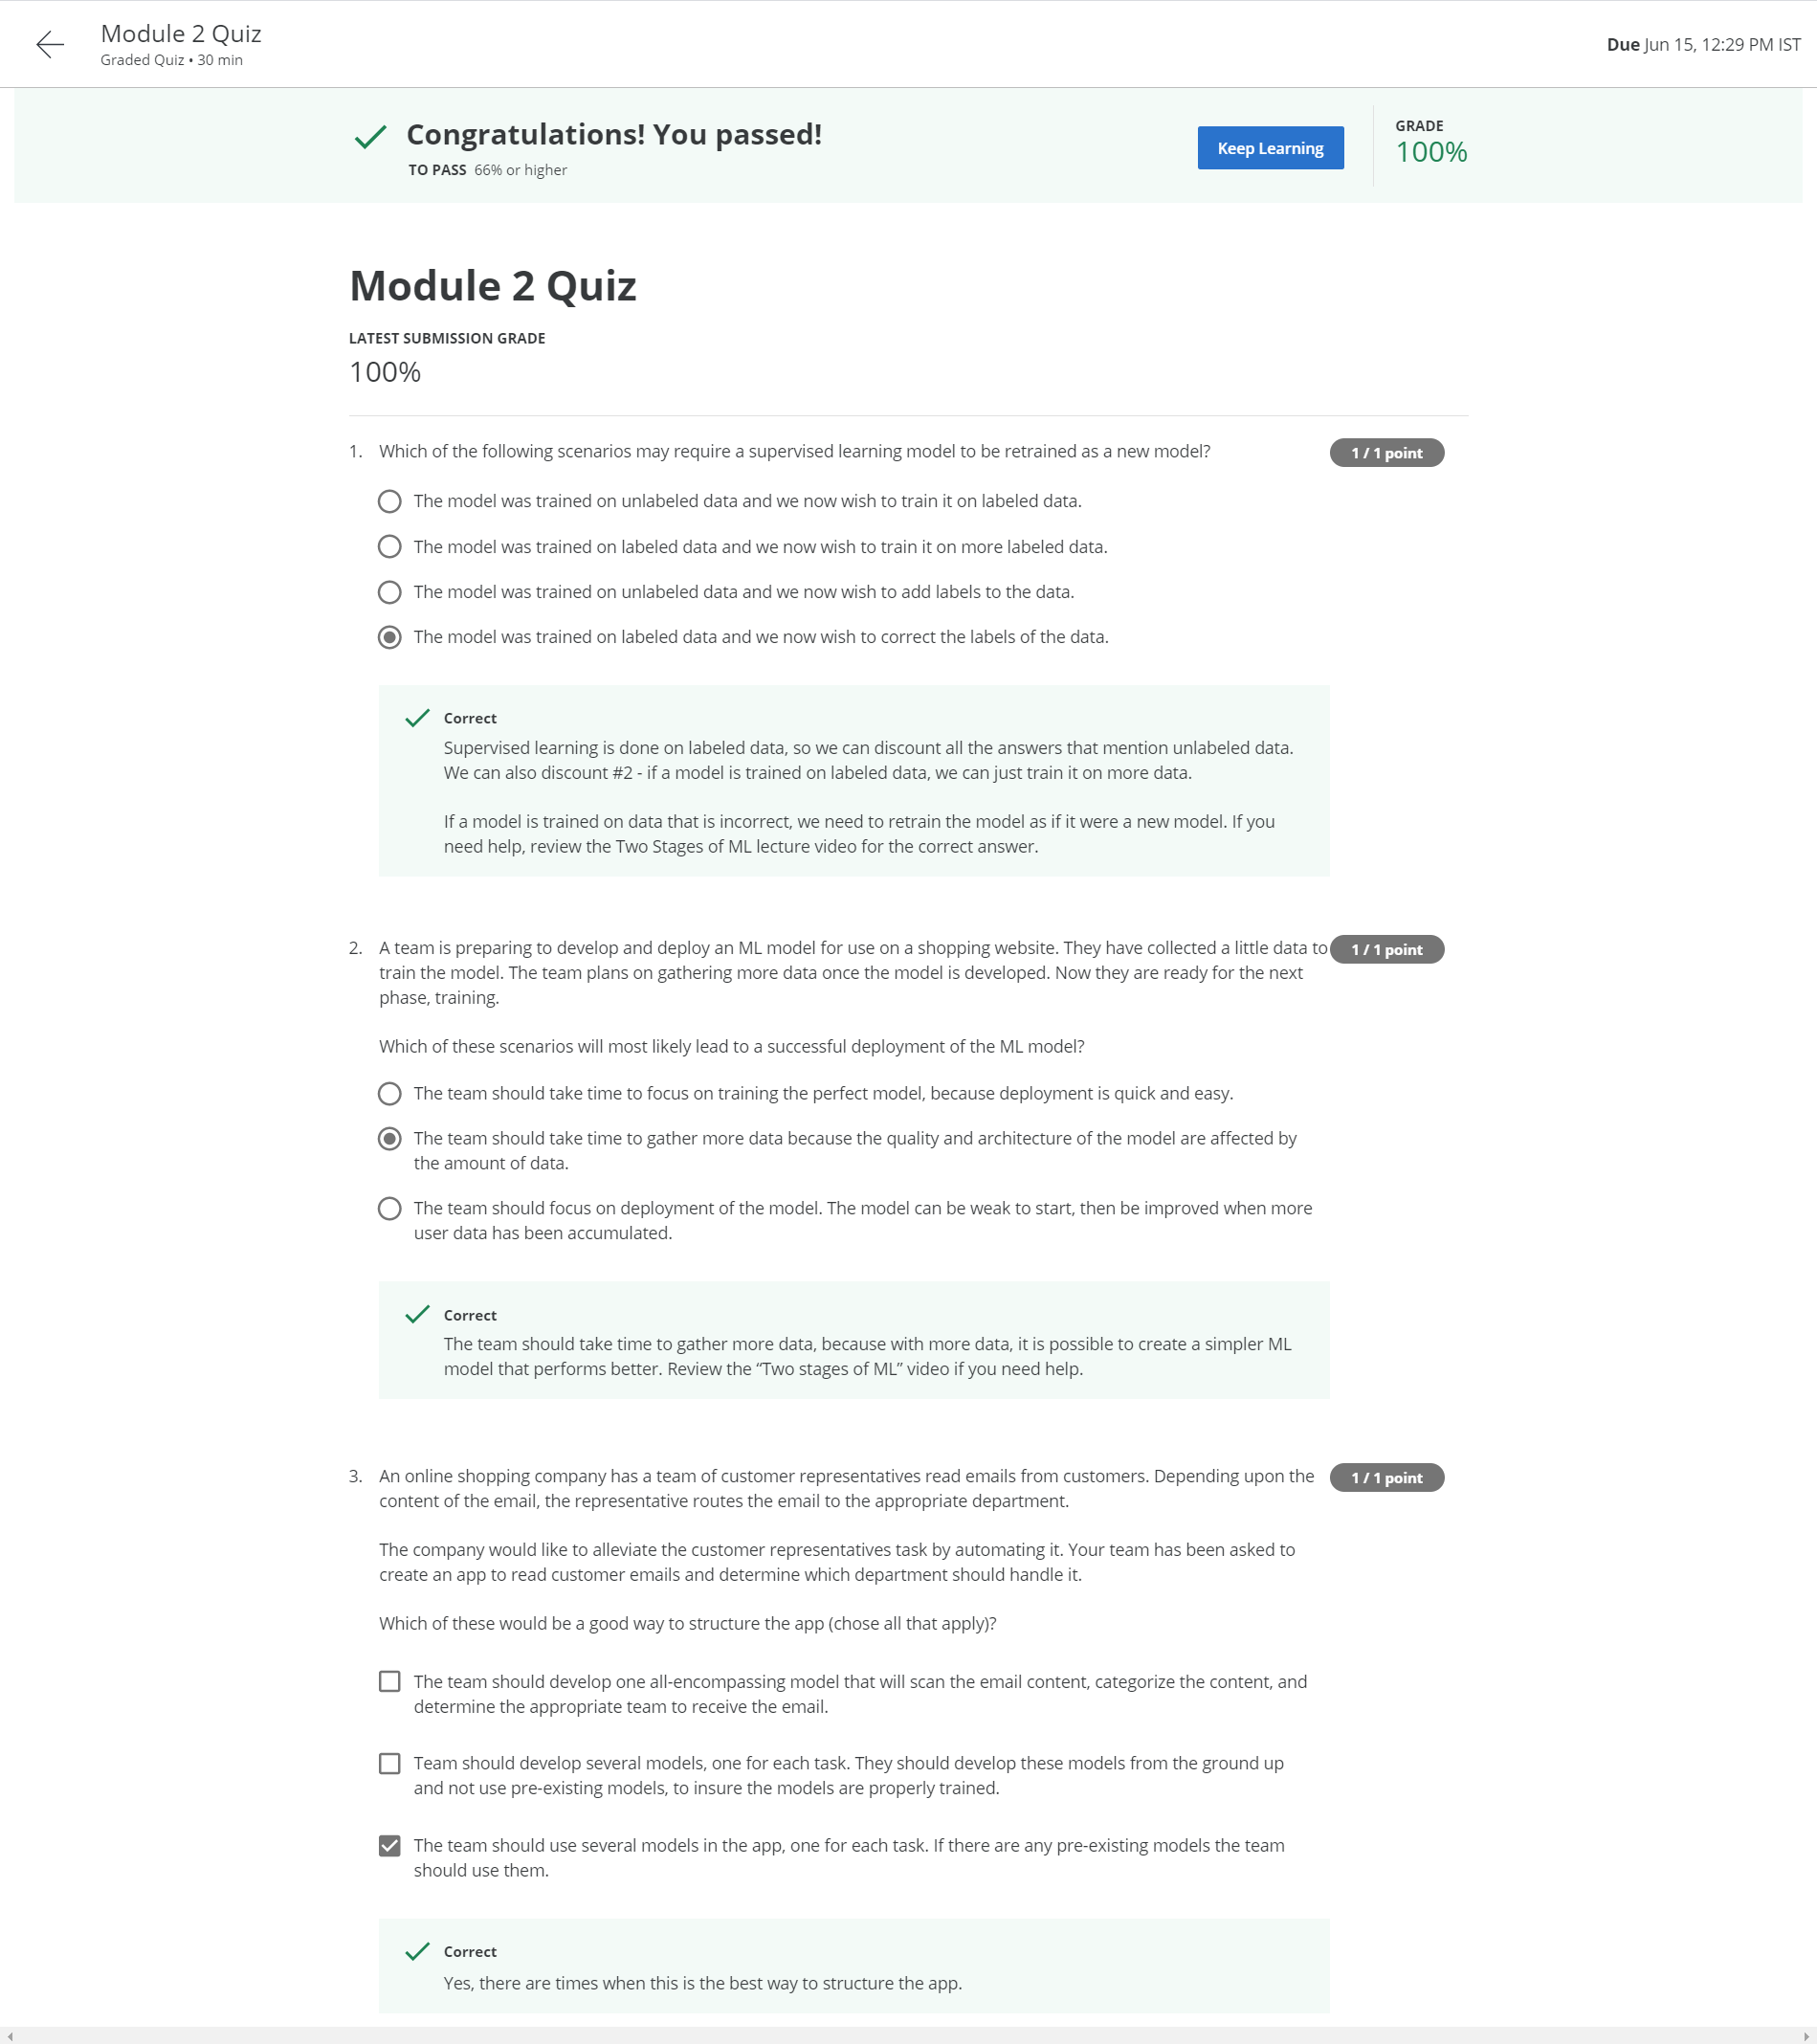 Module 2 Quiz
Graded Quiz • 30 min
Due Jun 15, 12:29 PM IST
Congratulations! You passed!
TO PASS 66% or higher
Keep Learning
GRADE
100%
Module 2 Quiz
LATEST SUBMISSION GRADE
100%
1. Which of the following scenarios may require a supervised learning model to be retrained as a new model?
1 / 1 point
The model was trained on unlabeled data and we now wish to train it on labeled data.
The model was trained on labeled data and we now wish to train it on more labeled data.
The model was trained on unlabeled data and we now wish to add labels to the data.
The model was trained on labeled data and we now wish to correct the labels of the data.
Correct
Supervised learning is done on labeled data, so we can discount all the answers that mention unlabeled data.
We can also discount #2 - if a model is trained on labeled data, we can just train it on more data.
If a model is trained on data that is incorrect, we need to retrain the model as if it were a new model. If you
need help, review the Two Stages of ML lecture video for the correct answer.
2. A team is preparing to develop and deploy an ML model for use on a shopping website. They have collected a little data to
1 / 1 point
train the model. The team plans on gathering more data once the model is developed. Now they are ready for the next
phase, training.
Which of these scenarios will most likely lead to a successful deployment of the ML model?
The team should take time to focus on training the perfect model, because deployment is quick and easy.
The team should take time to gather more data because the quality and architecture of the model are affected by
the amount of data.
The team should focus on deployment of the model. The model can be weak to start, then be improved when more
user data has been accumulated.
Correct
The team should take time to gather more data, because with more data, it is possible to create a simpler ML
model that performs better. Review the “Two stages of ML” video if you need help.
3. An online shopping company has a team of customer representatives read emails from customers. Depending upon the
1 / 1 point
content of the email, the representative routes the email to the appropriate department.
The company would like to alleviate the customer representatives task by automating it. Your team has been asked to
create an app to read customer emails and determine which department should handle it.
Which of these would be a good way to structure the app (chose all that apply)?
The team should develop one all-encompassing model that will scan the email content, categorize the content, and
determine the appropriate team to receive the email.
Team should develop several models, one for each task. They should develop these models from the ground up
and not use pre-existing models, to insure the models are properly trained.
The team should use several models in the app, one for each task. If there are any pre-existing models the team
should use them.
Correct
Yes, there are times when this is the best way to structure the app.